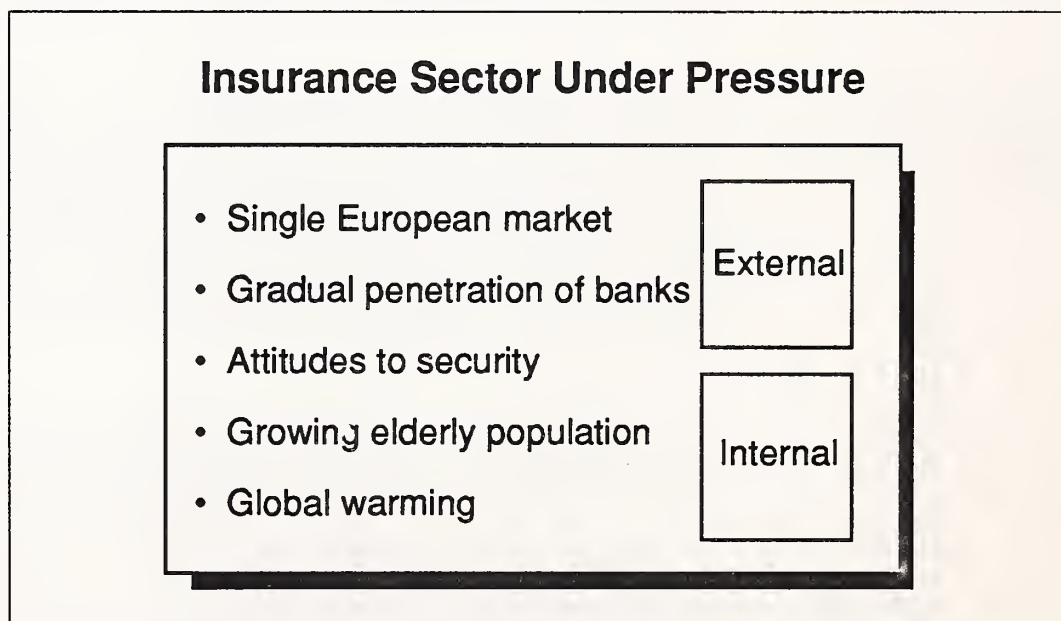 Insurance Sector Under Pressure
• Single European market
• Gradual penetration of banks
• Attitudes to security
• Growing elderly population
• Global warming
External
Internal